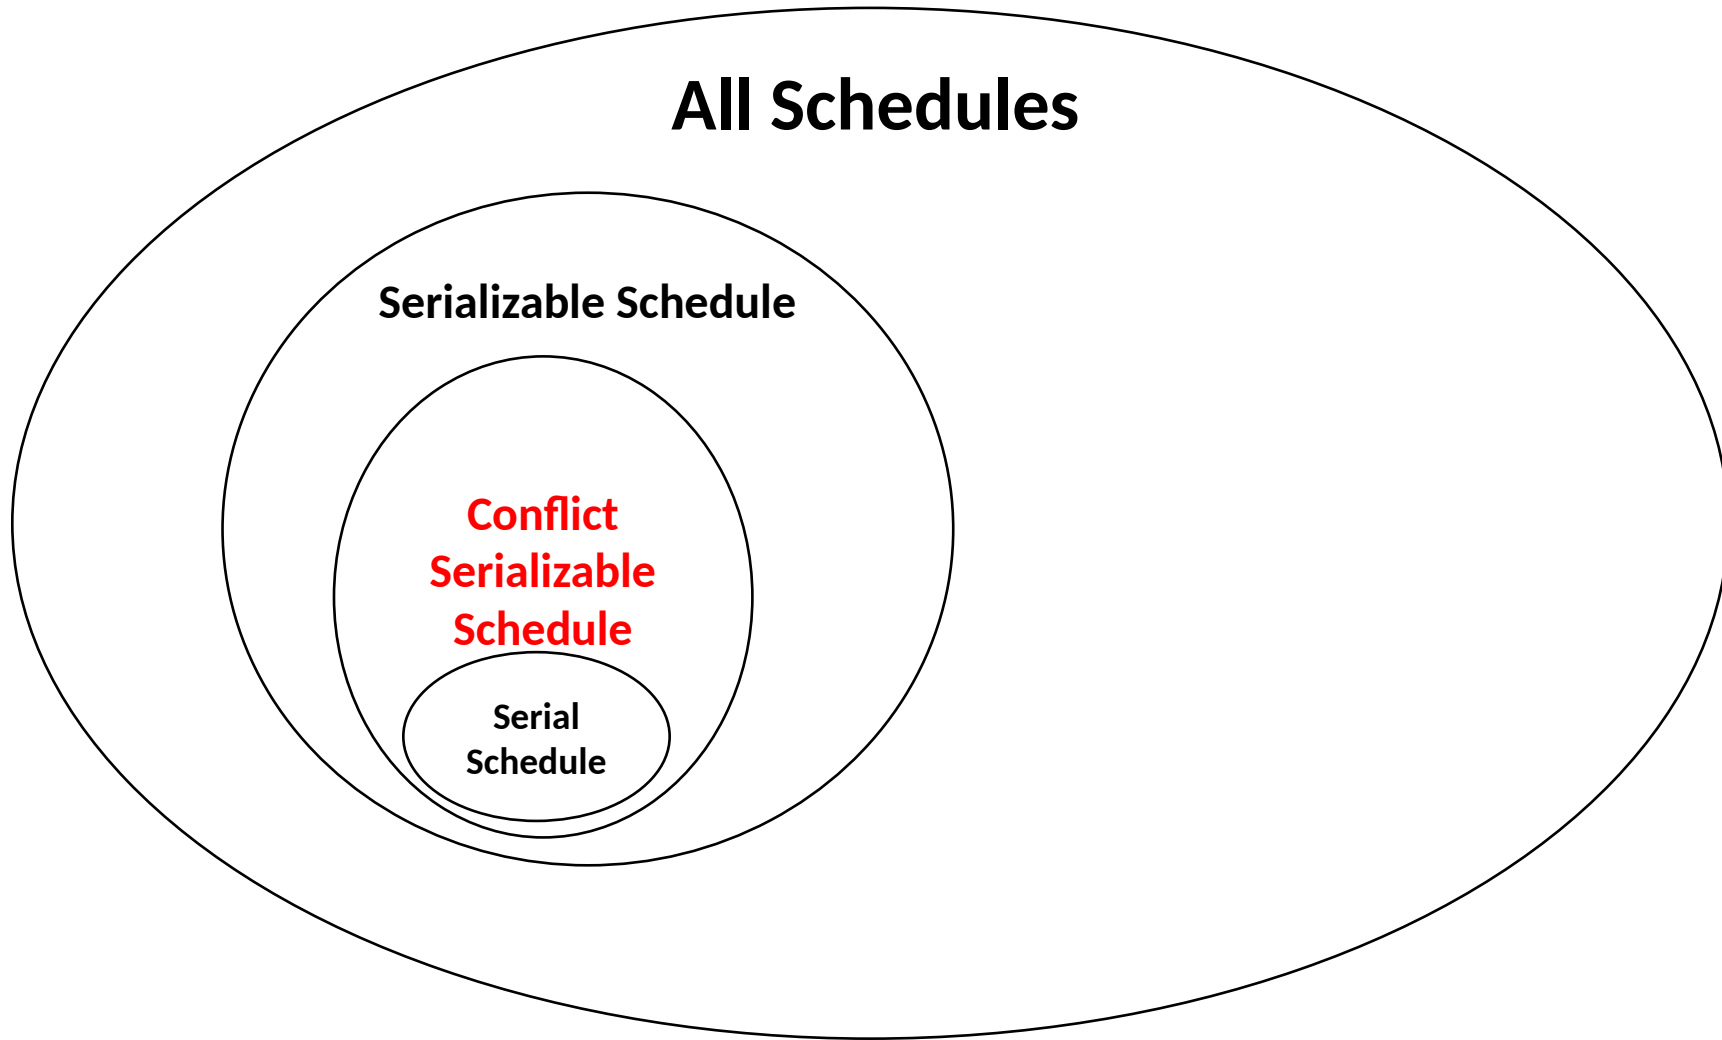 All Schedules
Serializable Schedule
Conflict
Serializable
Schedule
Serial
Schedule